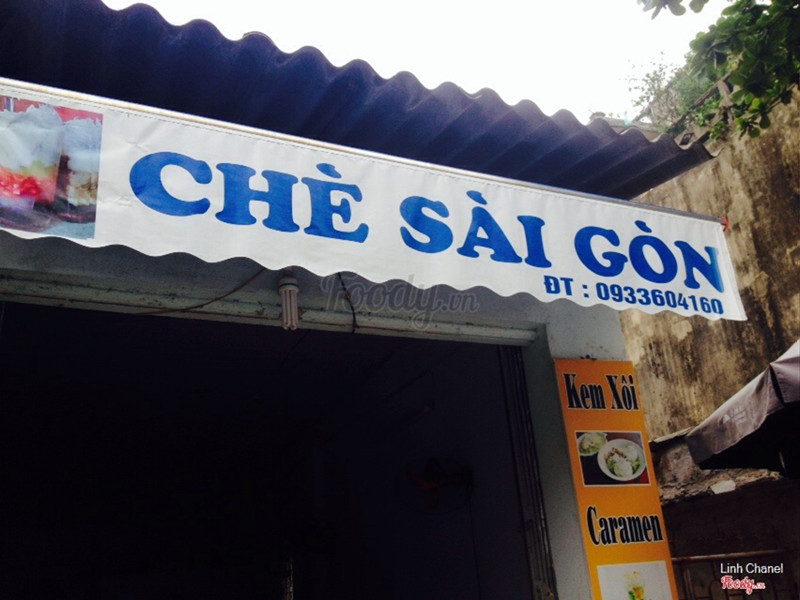 CHÈ SÀI GÒN
ĐT : 0933604160
Foody.vn
Kem Xôi
Caramen
Linh Chanel
Foody.vn